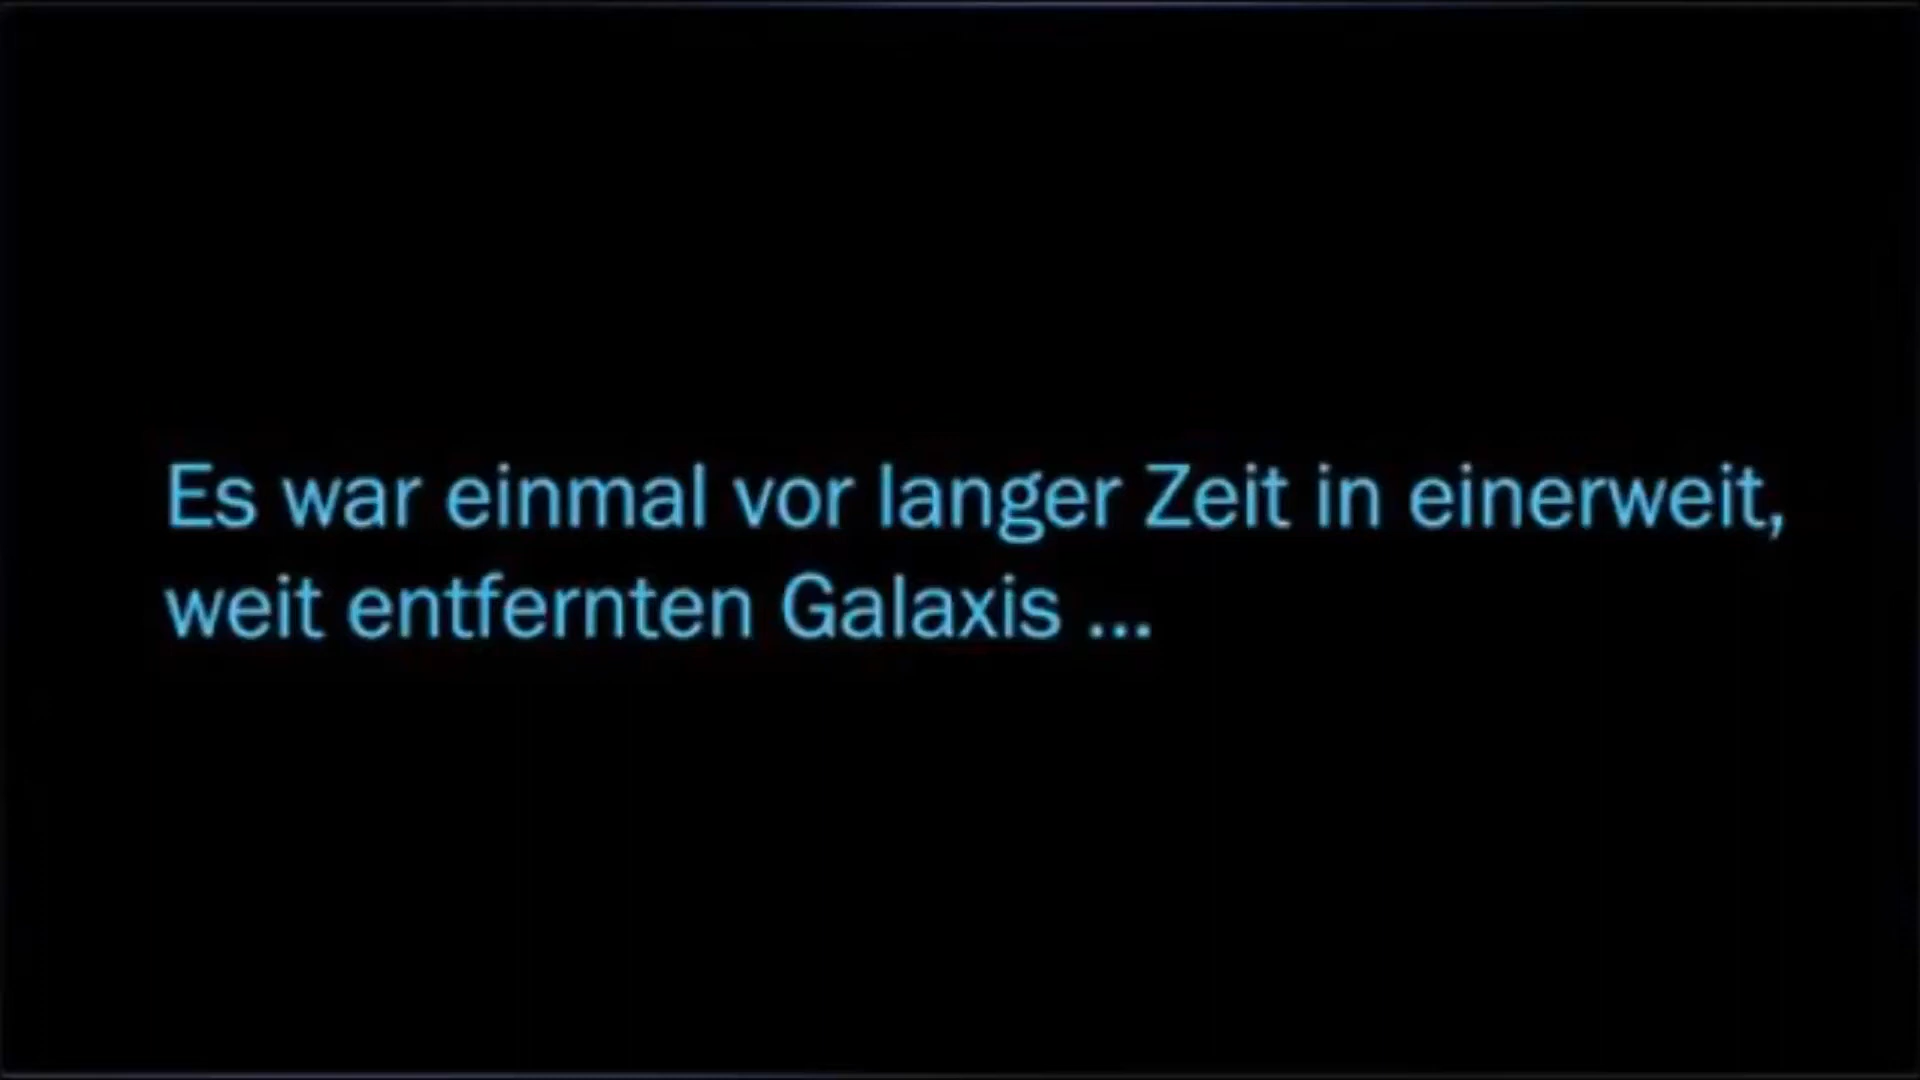 Es war einmal vor langer Zeit in einerweit,
weit entfernten Galaxis ...